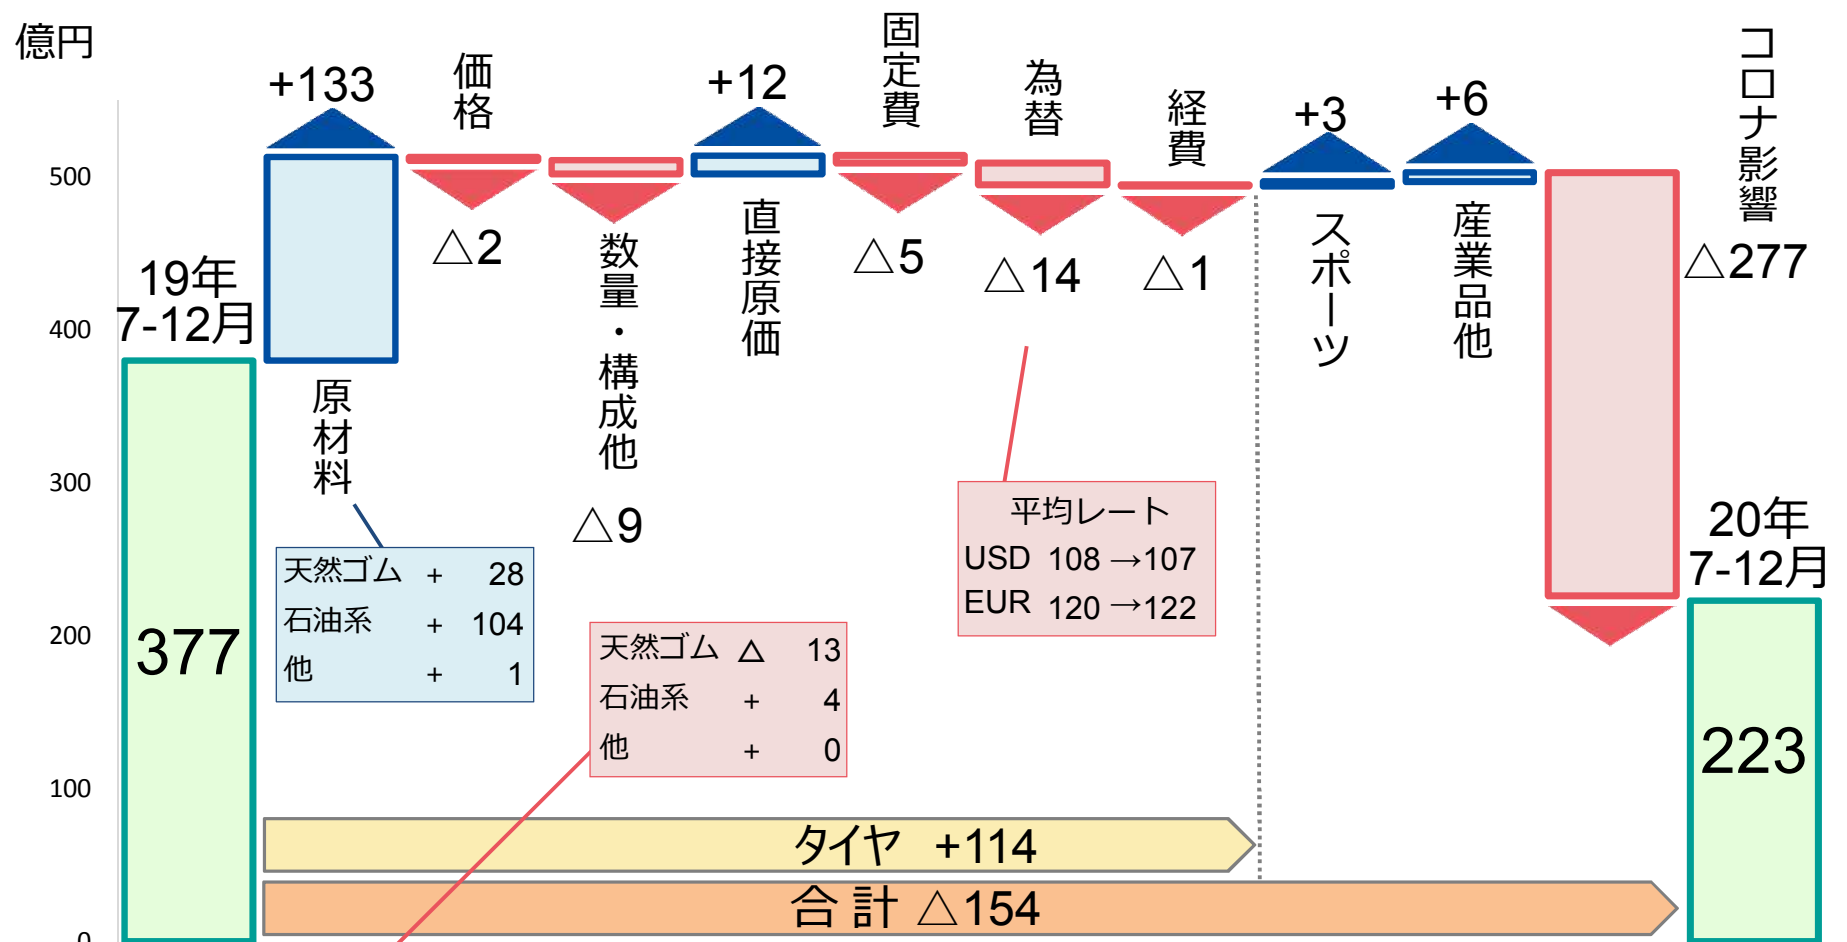 億円
500
400
300
200
100
0
19年
7-12月
377
+133
原材料
天然ゴム + 28
石油系 + 104
他 + 1
価格
△2
数量・構成他
△9
天然ゴム △ 13
石油系 + 4
他 + 0
+12
直接原価
固定費
△5
為替
△14
平均レート
USD 108→107
EUR 120→122
経費
△1
+3
スポーツ
+6
産業品他
コロナ影響
△277
20年
7-12月
223
タイヤ +114
合計 △154